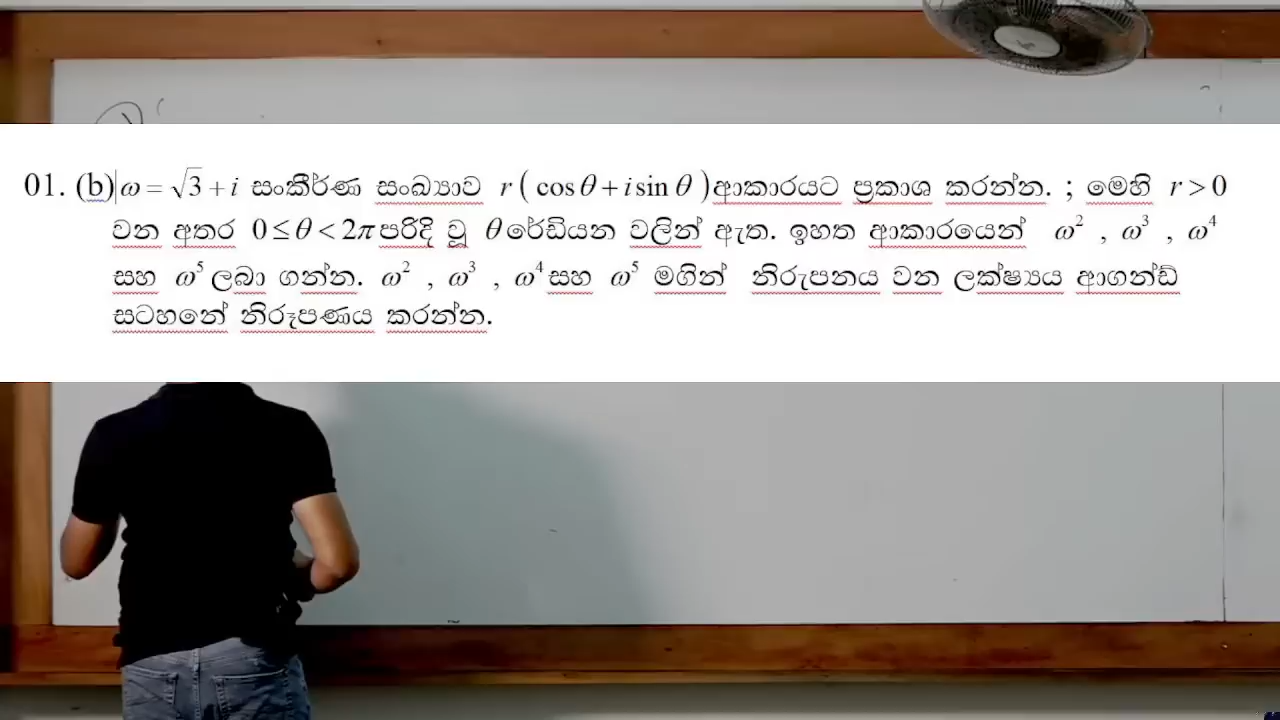 01. (b) ω = √3 + i සංකීර්ණ සංඛ්‍යාව r ( cos θ + i sin θ ) ආකාරයට ප්‍රකාශ කරන්න. ; මෙහි r > 0
වන අතර 0 ≤ θ < 2π පරිදි වූ θ රේඩියන වලින් ඇත. ඉහත ආකාරයෙන් ω² , ω³ , ω⁴
සහ ω⁵ ලබා ගන්න. ω² , ω³ , ω⁴ සහ ω⁵ මගින් නිරුපනය වන ලක්ෂ්‍යය ආගන්ඩ්
සටහනේ නිරූපණය කරන්න.